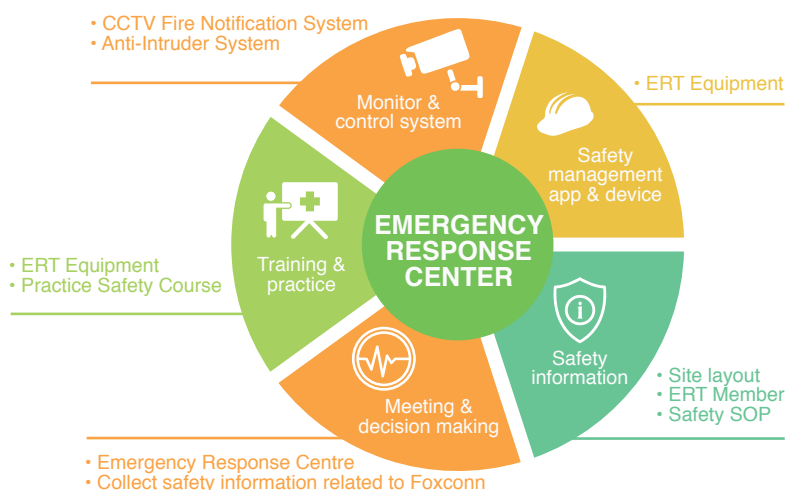 • CCTV Fire Notification System
• Anti-Intruder System
Monitor &
control system
• ERT Equipment
Safety
management
app & device
EMERGENCY
RESPONSE
CENTER
• ERT Equipment
• Practice Safety Course
Training &
practice
i
Safety
information
• Site layout
• ERT Member
• Safety SOP
Meeting &
decision making
• Emergency Response Centre
• Collect safety information related to Foxconn